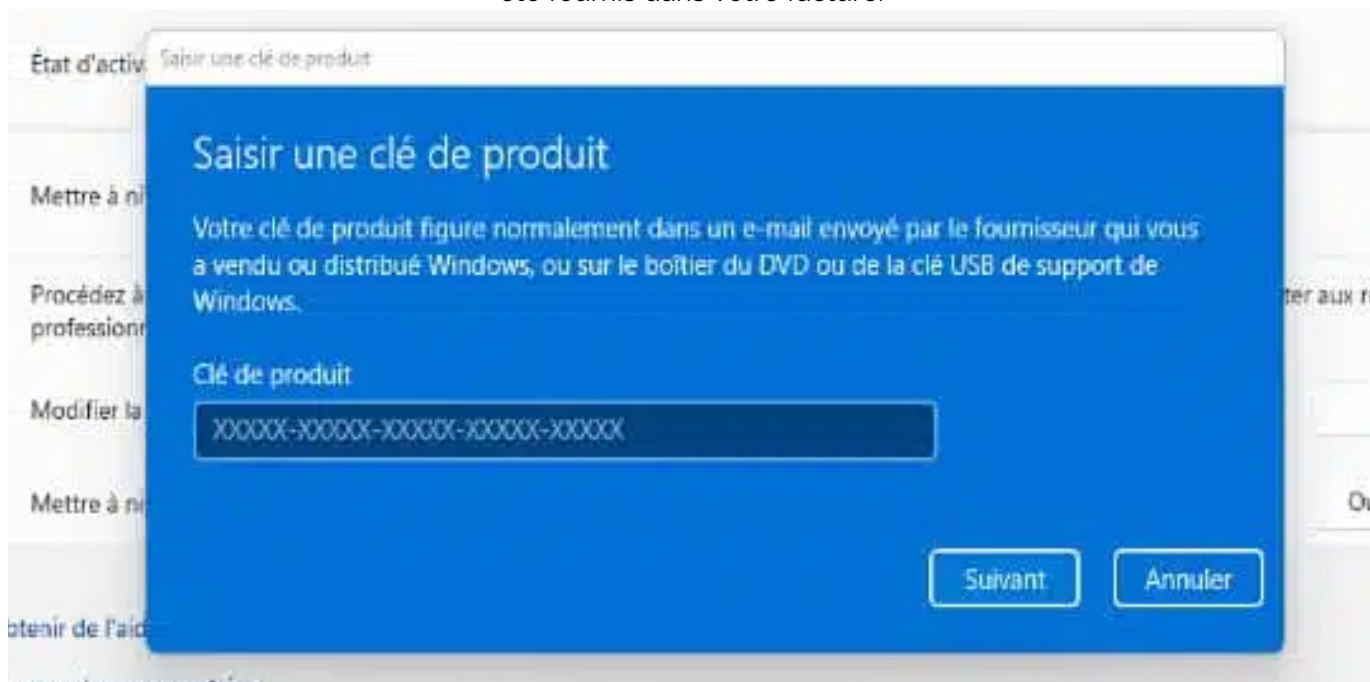 État d'activ
Saisir une clé de produit
Saisir une clé de produit
Mettre à ni
Votre clé de produit figure normalement dans un e-mail envoyé par le fournisseur qui vous
a vendu ou distribué Windows, ou sur le boîtier du DVD ou de la clé USB de support de
Windows.
Procédez à
ter aux r
professionn
Clé de produit
Modifier la
XXXXX-XXXXX-XXXXX-XXXXX-XXXXX
Mettre à ni
Ou
Suivant
Annuler
btenir de l'aid